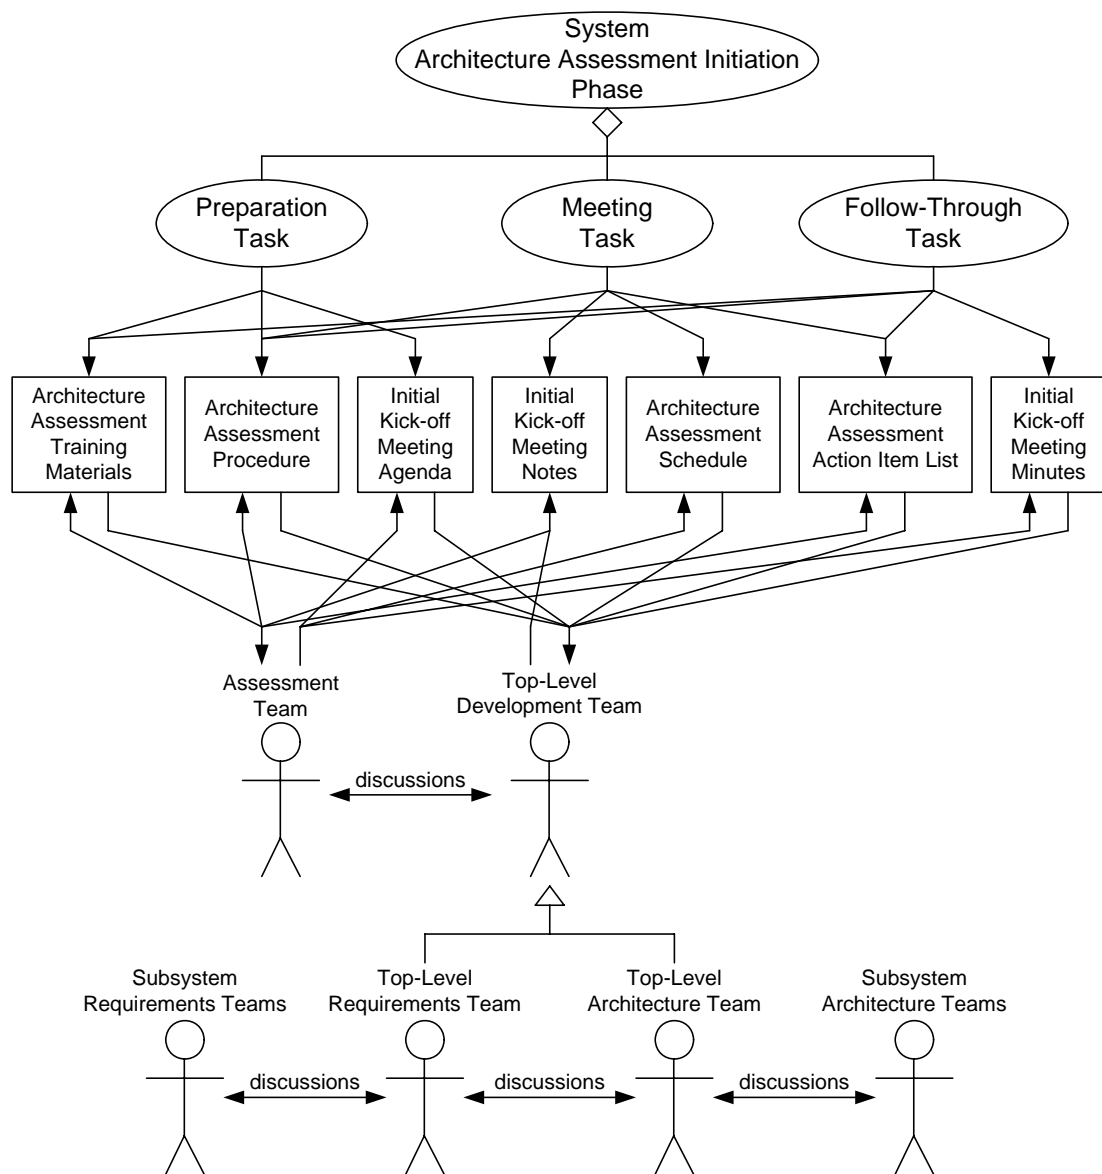 System
Architecture Assessment Initiation
Phase
Preparation
Task
Meeting
Task
Follow-Through
Task
Architecture
Assessment
Training
Materials
Architecture
Assessment
Procedure
Initial
Kick-off
Meeting
Agenda
Initial
Kick-off
Meeting
Notes
Architecture
Assessment
Schedule
Architecture
Assessment
Action Item List
Initial
Kick-off
Meeting
Minutes
Assessment
Team
Top-Level
Development Team
discussions
Subsystem
Requirements Teams
Top-Level
Requirements Team
Top-Level
Architecture Team
Subsystem
Architecture Teams
discussions
discussions
discussions